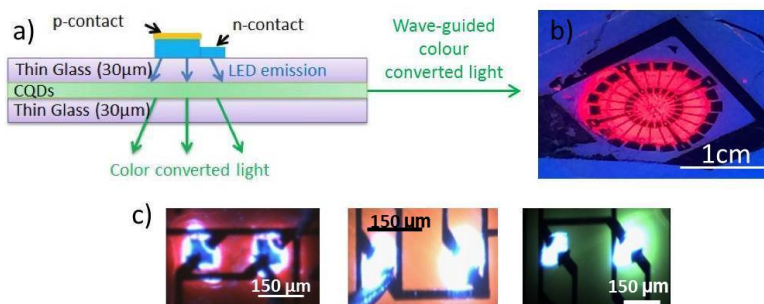 a)
p-contact
n-contact
Thin Glass (30µm)
LED emission
CQDs
Thin Glass (30µm)
Color converted light
Wave-guided
colour
converted light
b)
1cm
c)
150 µm
150 µm
150 µm